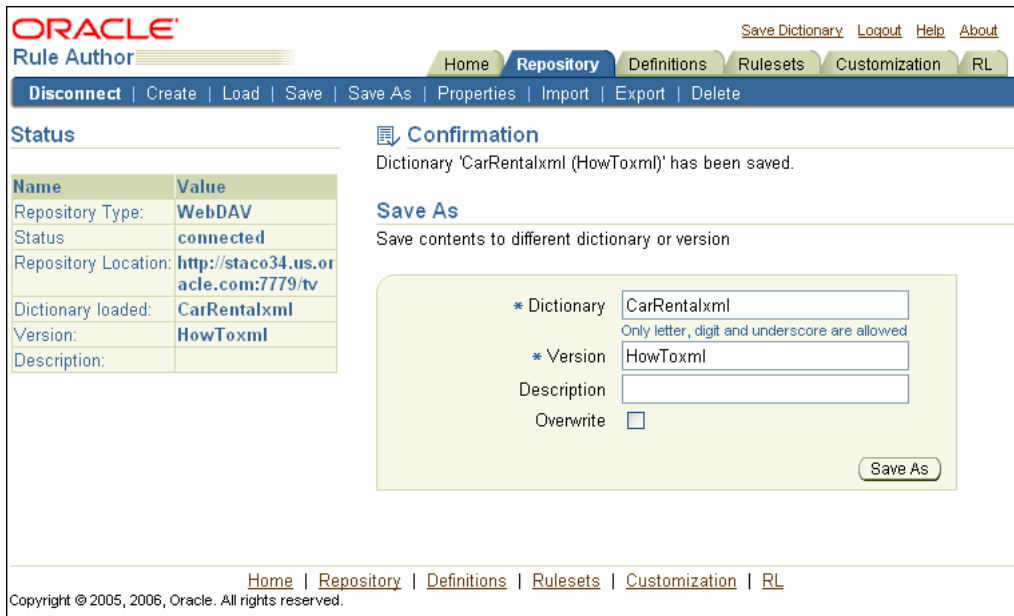 ORACLE
Rule Author
Save Dictionary Logout Help About
Home Repository Definitions Rulesets Customization RL
Disconnect | Create | Load | Save | Save As | Properties | Import | Export | Delete
Status
Name Value
Repository Type: WebDAV
Status connected
Repository Location: http://staco34.us.or
acle.com:7779/tv
Dictionary loaded: CarRentalxml
Version: HowToxml
Description:
Confirmation
Dictionary 'CarRentalxml (HowToxml)' has been saved.
Save As
Save contents to different dictionary or version
* Dictionary CarRentalxml
Only letter, digit and underscore are allowed
* Version HowToxml
Description
Overwrite
Save As
Home | Repository | Definitions | Rulesets | Customization | RL
Copyright © 2005, 2006, Oracle. All rights reserved.